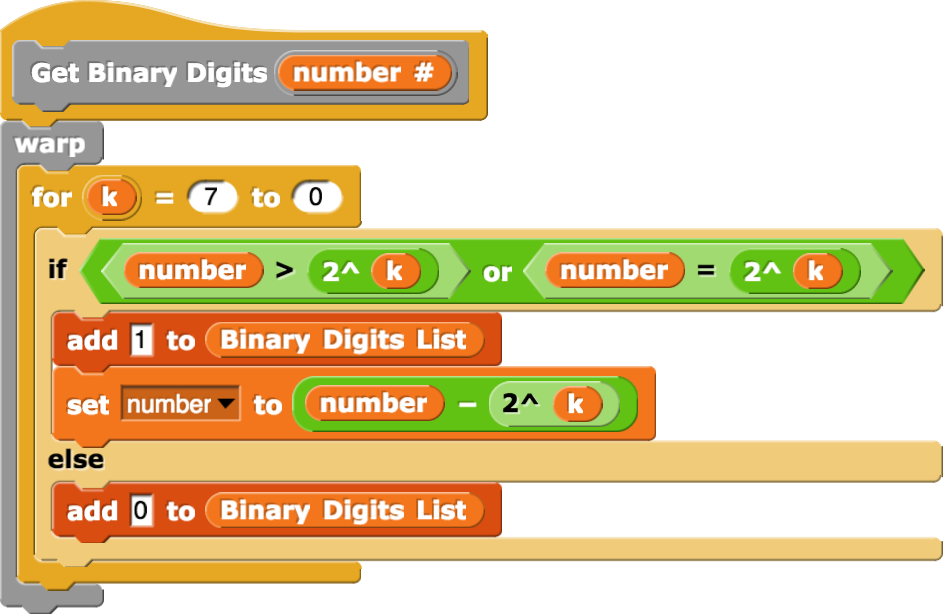 Get Binary Digits number #
warp
for k = 7 to 0
if number > 2^ k or number = 2^ k
add 1 to Binary Digits List
set number to number − 2^ k
else
add 0 to Binary Digits List